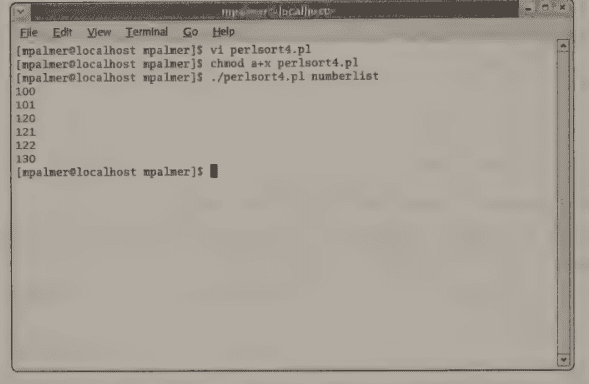 mpalmer@localhost:~
File Edit View Terminal Go Help
[mpalmer@localhost mpalmer]$ vi perlsort4.pl
[mpalmer@localhost mpalmer]$ chmod a+x perlsort4.pl
[mpalmer@localhost mpalmer]$ ./perlsort4.pl numberlist
100
101
120
121
122
130
[mpalmer@localhost mpalmer]$